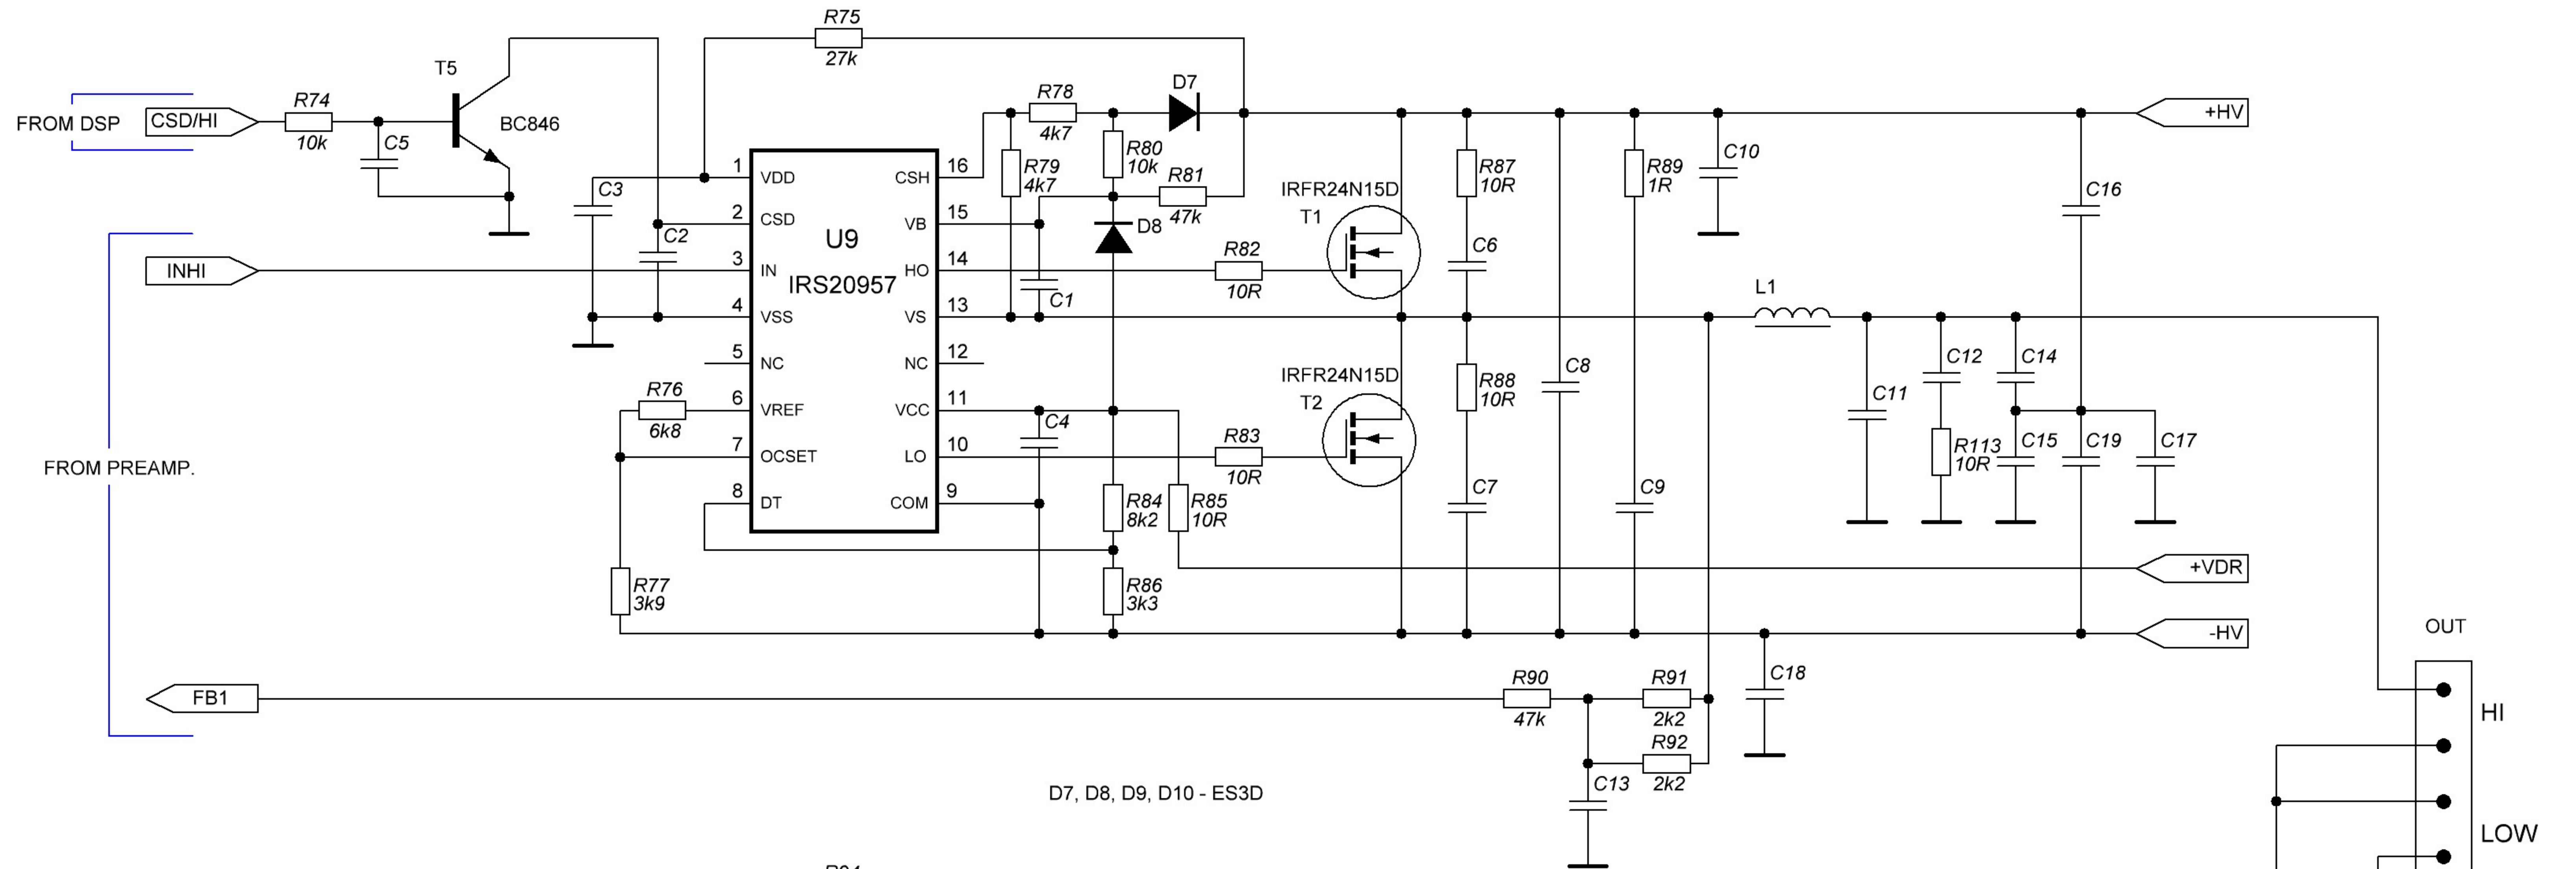 R75
27k
T5
D7
R78
4k7
R74
10k
FROM DSP
CSD/HI
C5
BC846
+HV
R80
10k
R79
4k7
R81
47k
C10
R87
10R
R89
1R
1
VDD
CSH
16
C3
IRFR24N15D
T1
C16
2
CSD
VB
15
D8
C2
U9
IRS20957
R82
10R
C6
INHI
3
IN
HO
14
C1
L1
4
VSS
VS
13
5
NC
NC
12
C12
C14
C8
IRFR24N15D
T2
R88
10R
C11
R76
6k8
6
VREF
VCC
11
C4
R83
10R
R113
10R
C15
C19
C17
7
OCSET
LO
10
FROM PREAMP.
8
DT
COM
9
C7
C9
R84
8k2
R85
10R
+VDR
R77
3k9
R86
3k3
-HV
OUT
FB1
R90
47k
R91
2k2
C18
HI
R92
2k2
C13
D7, D8, D9, D10 - ES3D
LOW